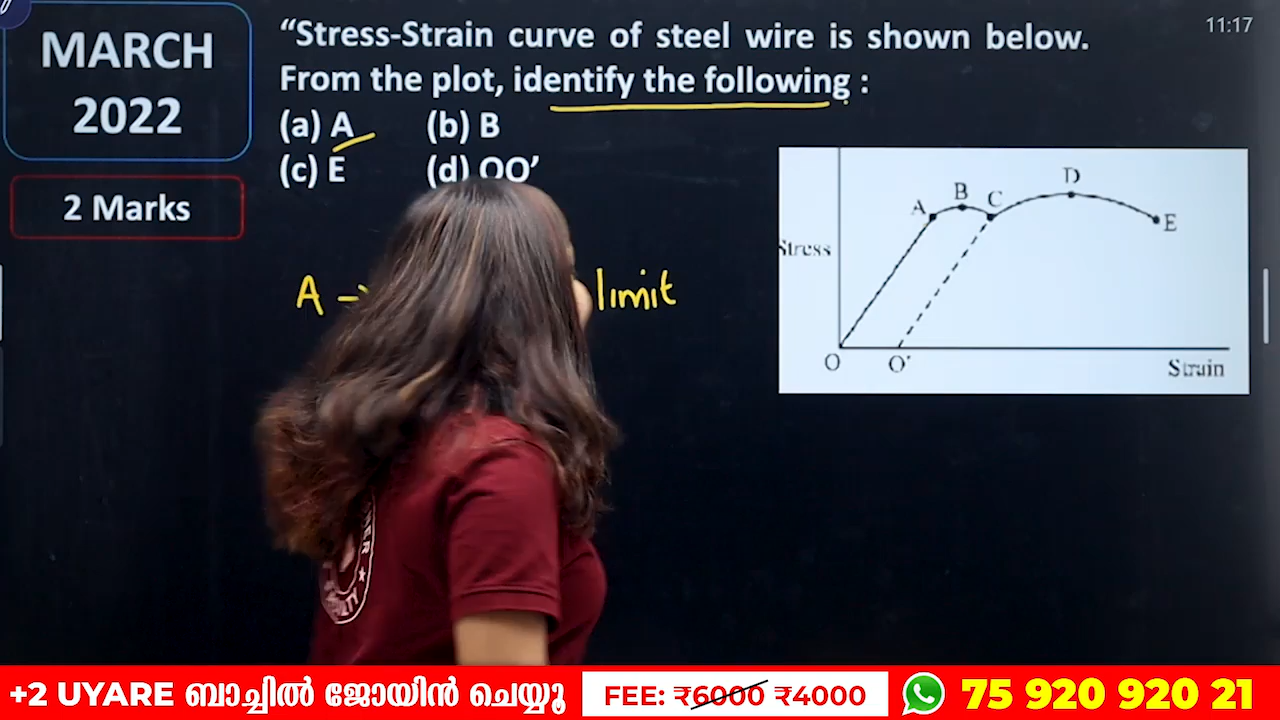 MARCH
2022
2 Marks
“Stress-Strain curve of steel wire is shown below.
From the plot, identify the following :
(a) A (b) B
(c) E (d) OO’
A → limit
11:17
Stress
A
B
C
D
E
O
O'
Strain
+2 UYARE ബാച്ചിൽ ജോയിൻ ചെയ്യൂ
FEE: ₹6000 ₹4000
75 920 920 21